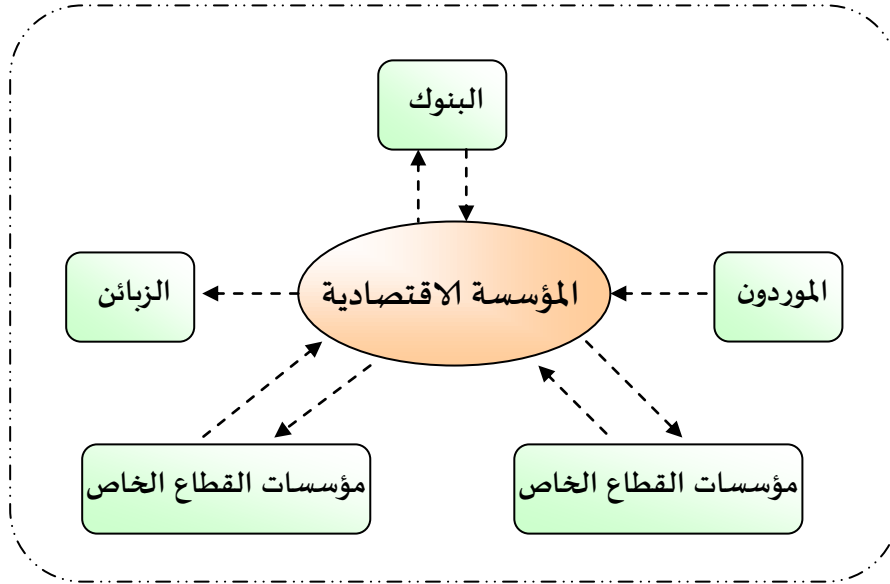 البنوك
الموردون
المؤسسة الاقتصادية
الزبائن
مؤسسات القطاع الخاص
مؤسسات القطاع الخاص